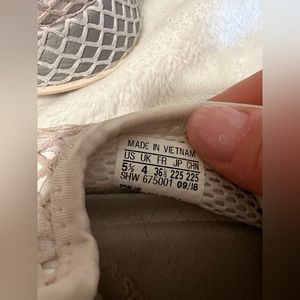 MADE IN VIETNAM
US UK FR JP CHN
5½ 4 36⅔ 225 225
SHW 675001 09/18